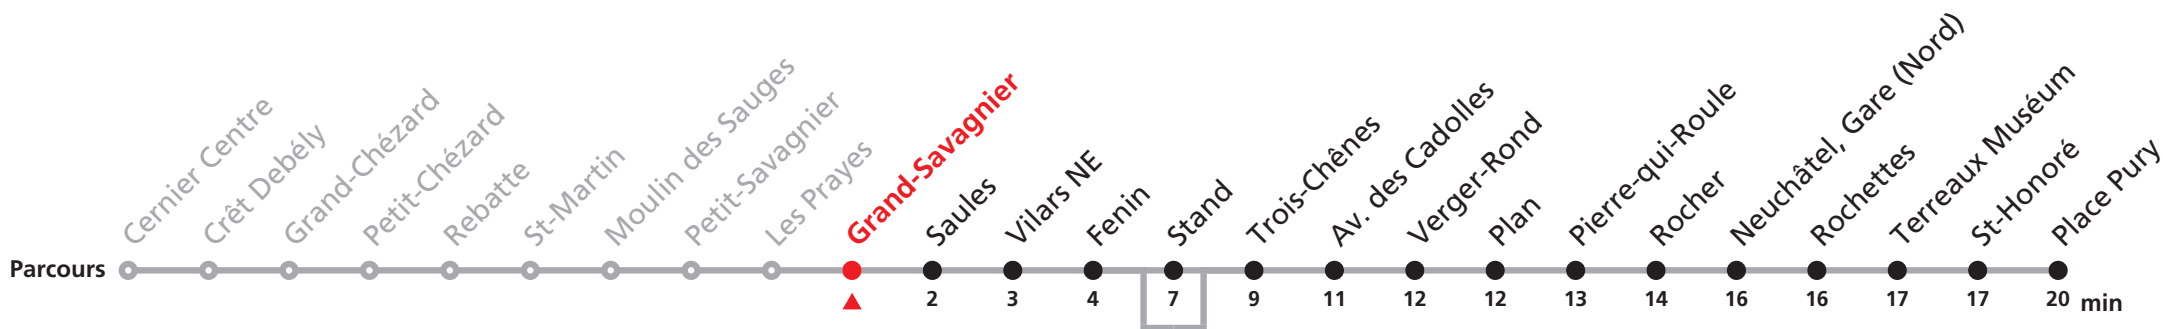 Cernier Centre
Crêt Debély
Grand-Chézard
Petit-Chézard
Rebatte
St-Martin
Moulin des Sauges
Petit-Savagnier
Les Prayes
Grand-Savagnier
Saules
Vilars NE
Fenin
Stand
Trois-Chênes
Av. des Cadolles
Verger-Rond
Plan
Pierre-qui-Roule
Rocher
Neuchâtel, Gare (Nord)
Rochettes
Terreaux Muséum
St-Honoré
Place Pury
Parcours
2 3 4 7 9 11 12 12 13 14 16 16 17 17 20 min